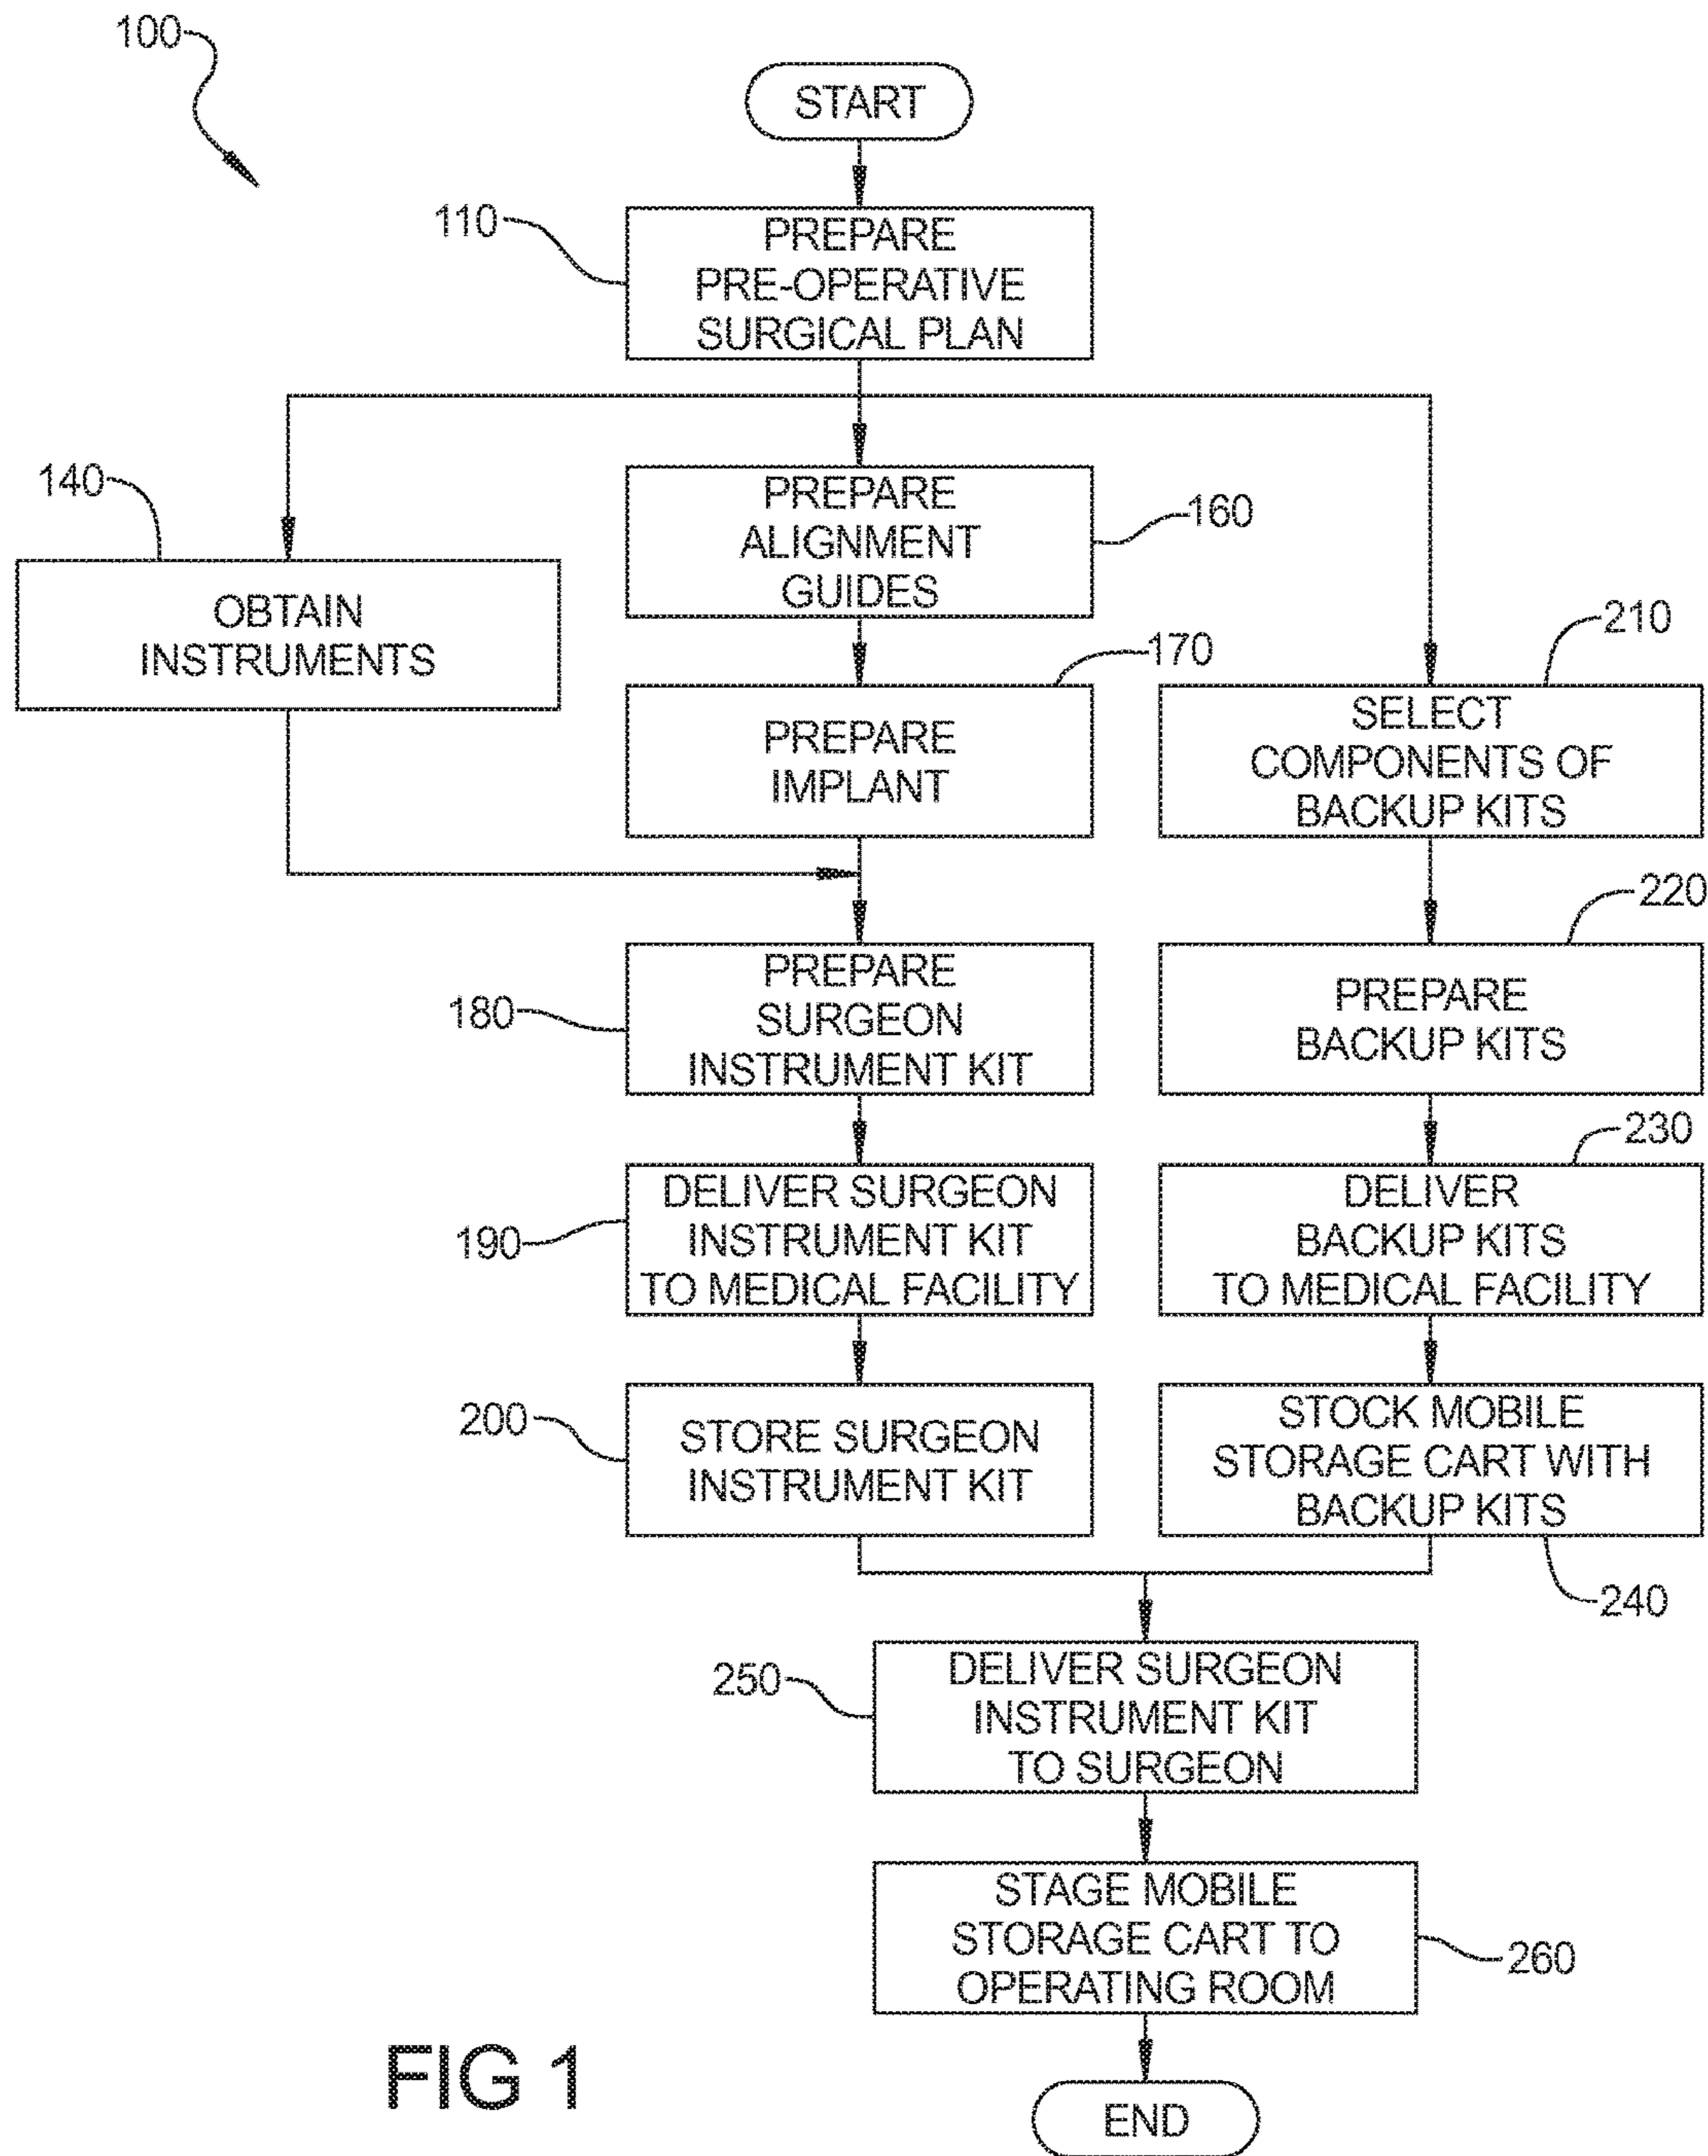 100
START
110
PREPARE
PRE-OPERATIVE
SURGICAL PLAN
140
OBTAIN
INSTRUMENTS
PREPARE
ALIGNMENT
GUIDES
160
170
PREPARE
IMPLANT
210
SELECT
COMPONENTS OF
BACKUP KITS
180
PREPARE
SURGEON
INSTRUMENT KIT
220
PREPARE
BACKUP KITS
190
DELIVER SURGEON
INSTRUMENT KIT
TO MEDICAL FACILITY
230
DELIVER
BACKUP KITS
TO MEDICAL FACILITY
200
STORE SURGEON
INSTRUMENT KIT
STOCK MOBILE
STORAGE CART WITH
BACKUP KITS
240
250
DELIVER SURGEON
INSTRUMENT KIT
TO SURGEON
STAGE MOBILE
STORAGE CART TO
OPERATING ROOM
260
END
FIG 1